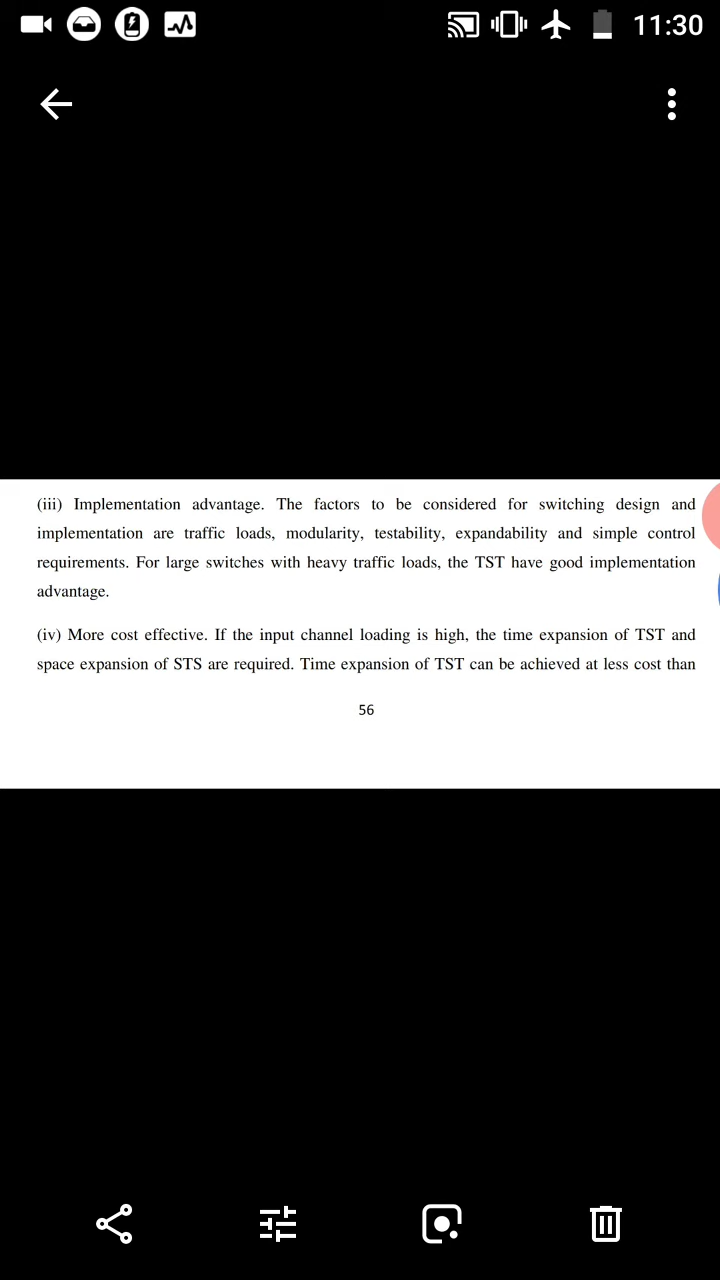 11:30
(iii) Implementation advantage. The factors to be considered for switching design and
implementation are traffic loads, modularity, testability, expandability and simple control
requirements. For large switches with heavy traffic loads, the TST have good implementation
advantage.
(iv) More cost effective. If the input channel loading is high, the time expansion of TST and
space expansion of STS are required. Time expansion of TST can be achieved at less cost than
56